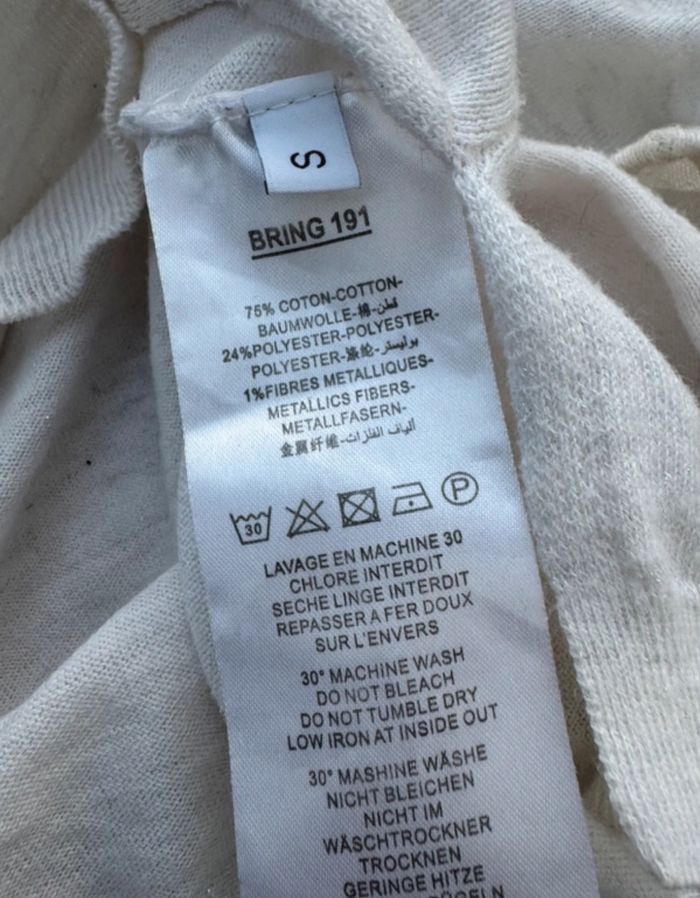 S
BRING 191
75% COTON-COTTON-
BAUMWOLLE-棉-قطن-
24%POLYESTER-POLYESTER-
POLYESTER-涤纶-بوليستر-
1%FIBRES METALLIQUES-
METALLICS FIBERS-
METALLFASERN-
金属纤维-ألياف الفلزات-
30
P
LAVAGE EN MACHINE 30
CHLORE INTERDIT
SECHE LINGE INTERDIT
REPASSER A FER DOUX
SUR L'ENVERS
30° MACHINE WASH
DO NOT BLEACH
DO NOT TUMBLE DRY
LOW IRON AT INSIDE OUT
30° MASHINE WÄSHE
NICHT BLEICHEN
NICHT IM
WÄSCHTROCKNER
TROCKNEN
GERINGE HITZE